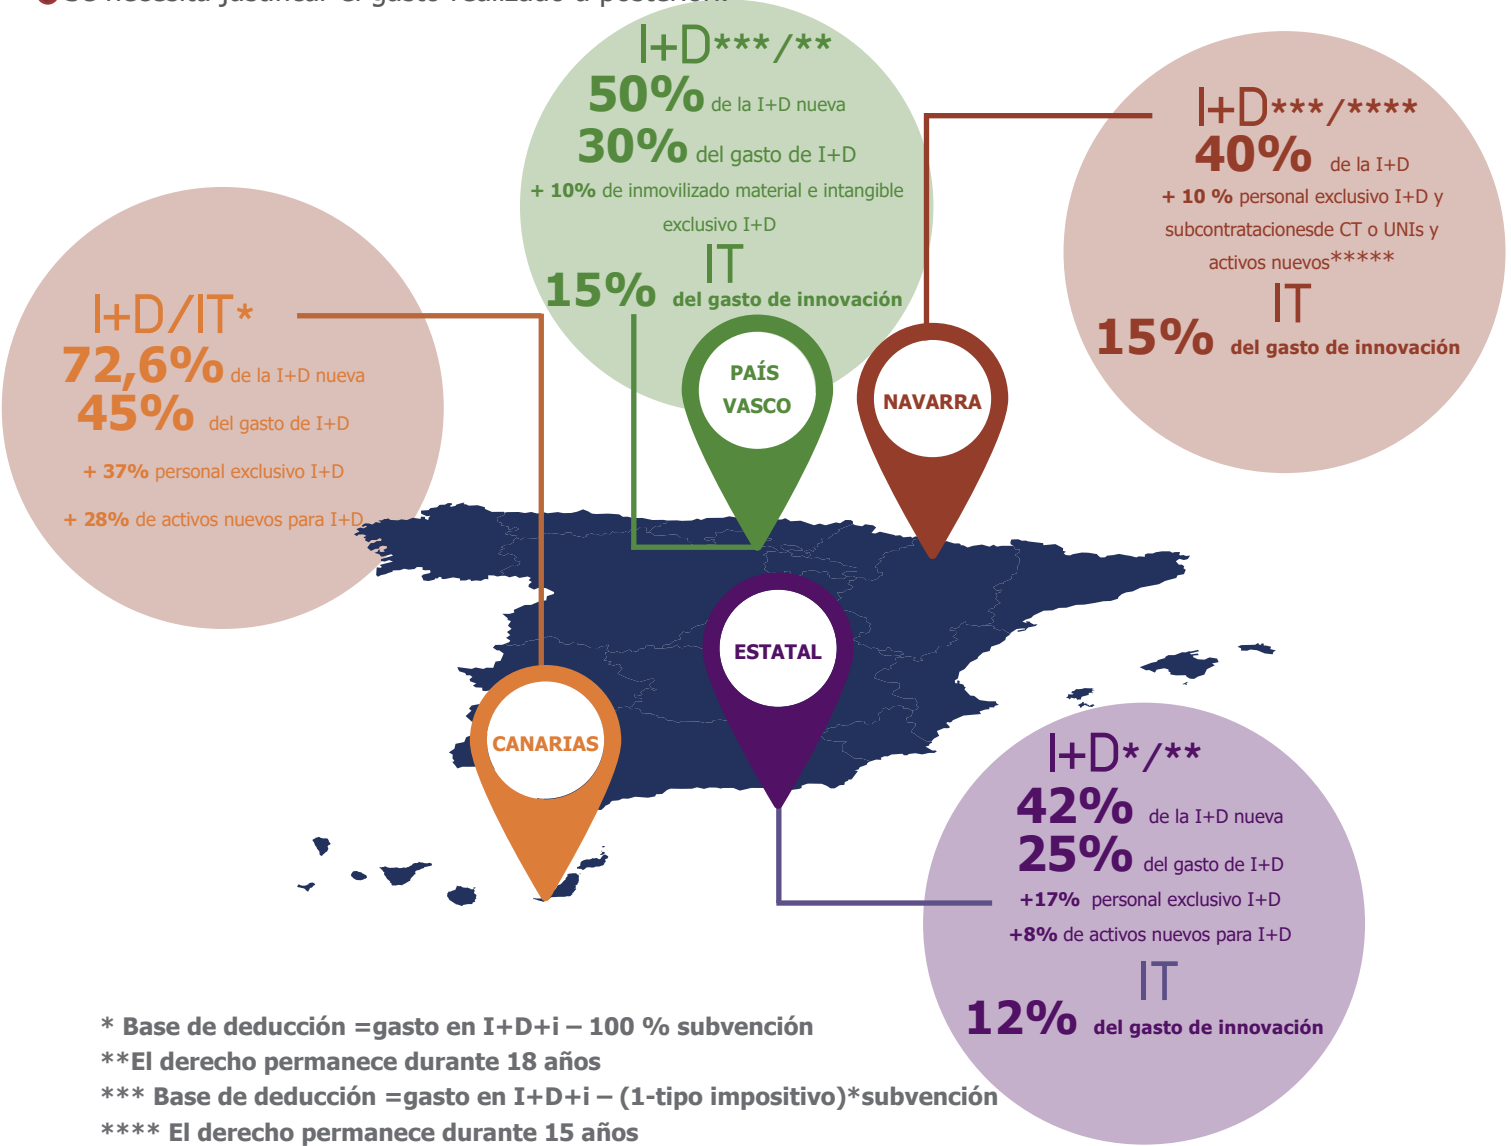 I+D***/**
50% de la I+D nueva
30% del gasto de I+D
+ 10% de inmovilizado material e intangible
exclusivo I+D
IT
15% del gasto de innovación
I+D***/****
40% de la I+D
+ 10 % personal exclusivo I+D y
subcontratacionesde CT o UNIs y
activos nuevos*****
IT
15% del gasto de innovación
I+D/IT*
72,6% de la I+D nueva
45% del gasto de I+D
+ 37% personal exclusivo I+D
+ 28% de activos nuevos para I+D
PAÍS
VASCO
NAVARRA
ESTATAL
CANARIAS
I+D*/**
42% de la I+D nueva
25% del gasto de I+D
+17% personal exclusivo I+D
+8% de activos nuevos para I+D
IT
12% del gasto de innovación
* Base de deducción =gasto en I+D+i – 100 % subvención
**El derecho permanece durante 18 años
*** Base de deducción =gasto en I+D+i – (1-tipo impositivo)*subvención
**** El derecho permanece durante 15 años